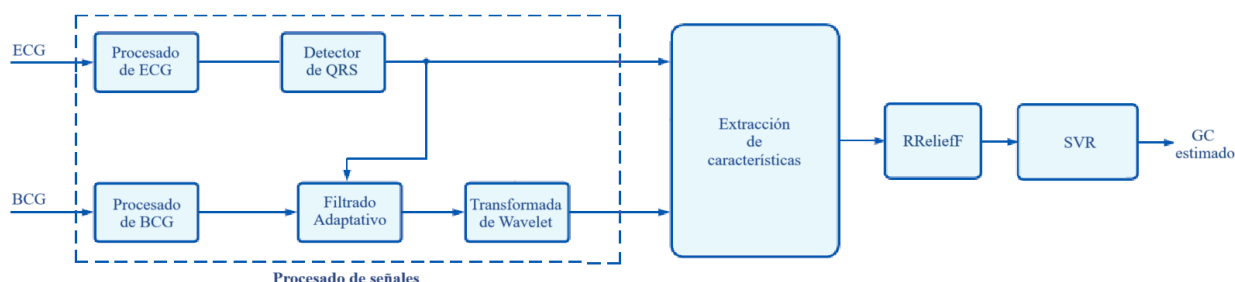 ECG
Procesado
de ECG
Detector
de QRS
BCG
Procesado
de BCG
Filtrado
Adaptativo
Transformada
de Wavelet
Procesado de señales
Extracción
de
características
RReliefF
SVR
GC
estimado